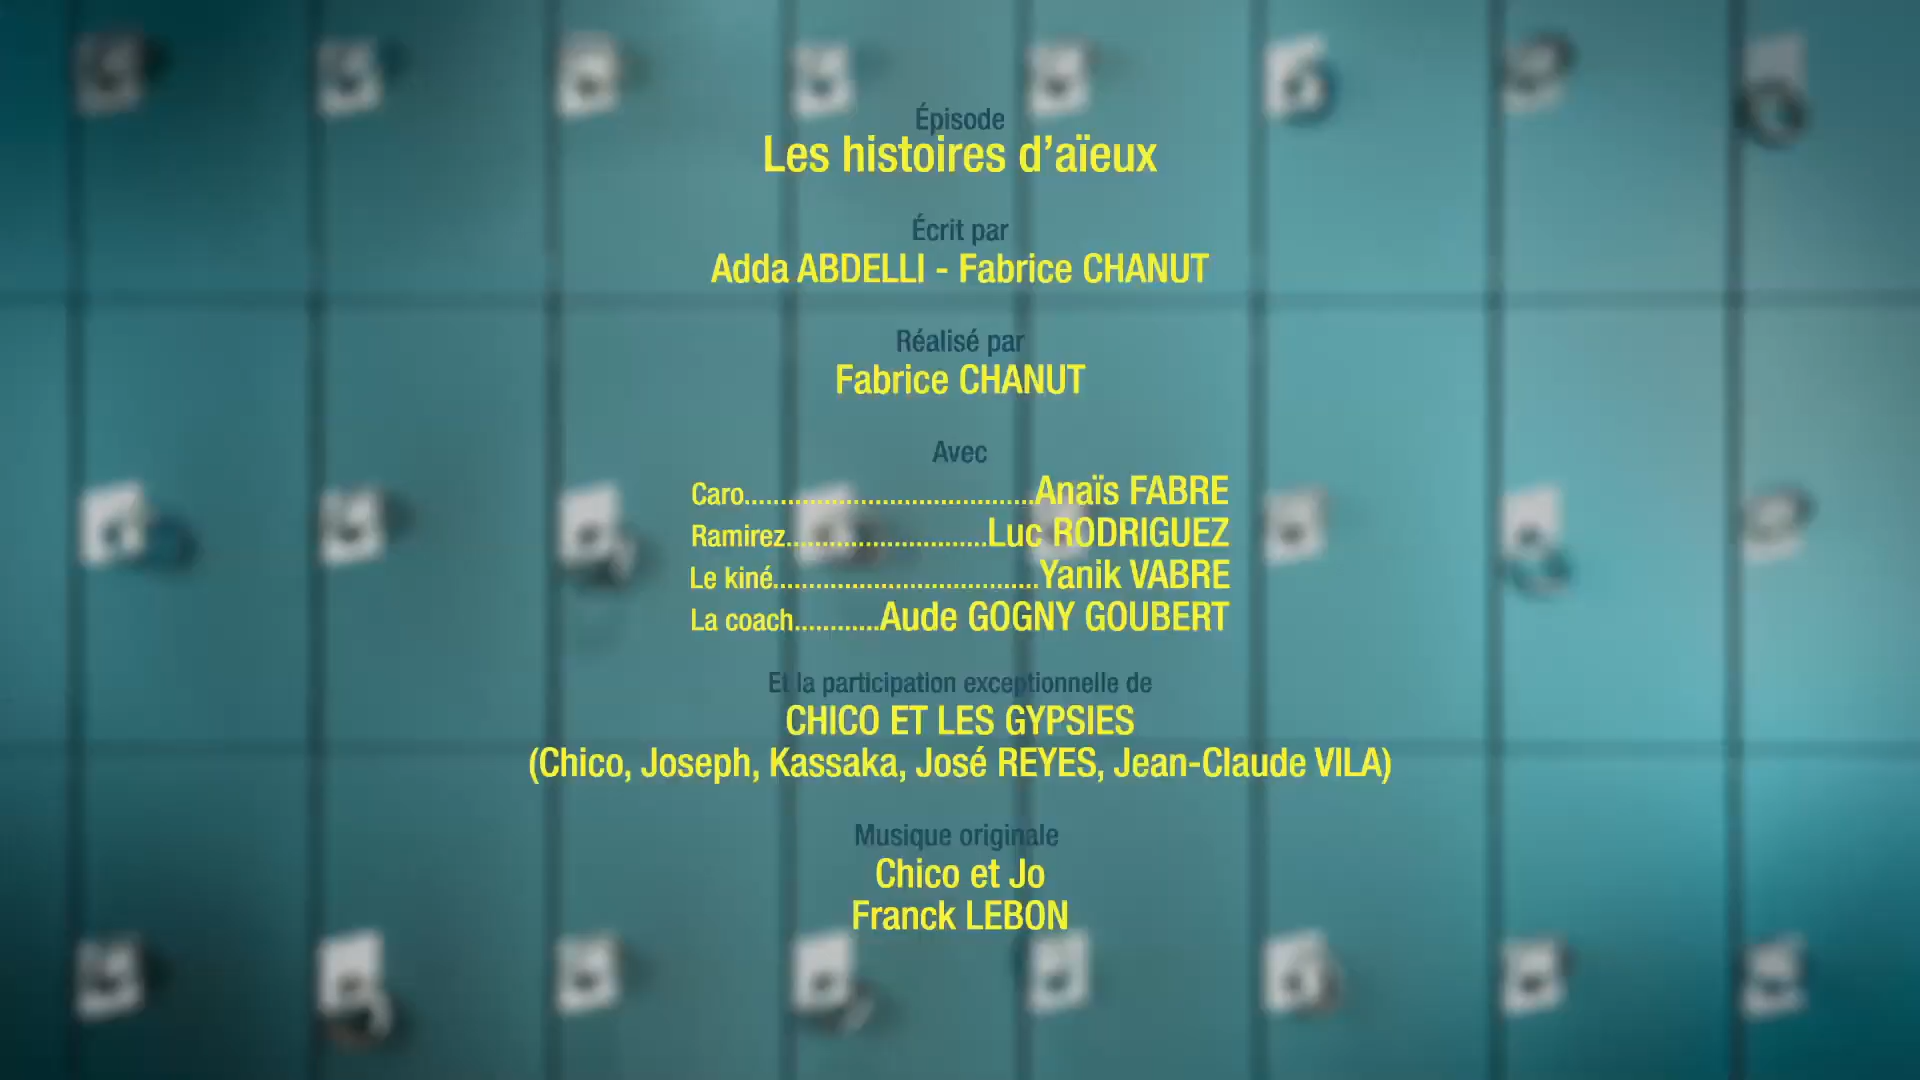 Épisode
Les histoires d’aïeux
Écrit par
Adda ABDELLI - Fabrice CHANUT
Réalisé par
Fabrice CHANUT
Avec
Caro........................................Anaïs FABRE
Ramirez............................Luc RODRIGUEZ
Le kiné.....................................Yanik VABRE
La coach............Aude GOGNY GOUBERT
Et la participation exceptionnelle de
CHICO ET LES GYPSIES
(Chico, Joseph, Kassaka, José REYES, Jean-Claude VILA)
Musique originale
Chico et Jo
Franck LEBON